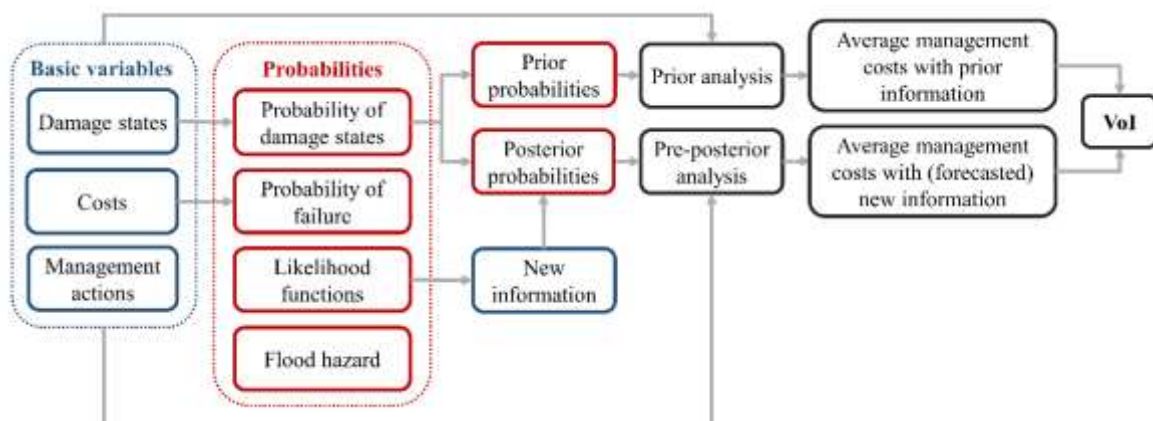 Basic variables
Damage states
Costs
Management
actions
Probabilities
Probability of
damage states
Probability of
failure
Likelihood
functions
Flood hazard
Prior
probabilities
Posterior
probabilities
New
information
Prior analysis
Pre-posterior
analysis
Average management
costs with prior
information
Average management
costs with (forecasted)
new information
VoI